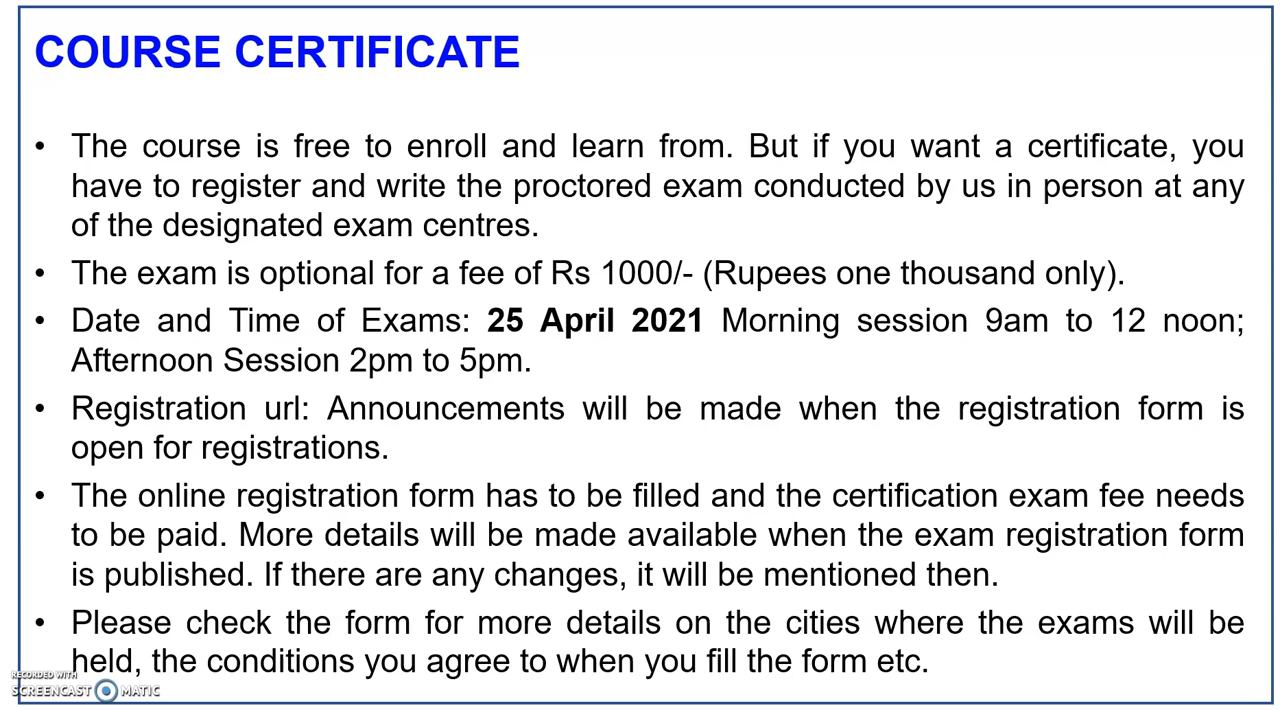 COURSE CERTIFICATE
• The course is free to enroll and learn from. But if you want a certificate, you
have to register and write the proctored exam conducted by us in person at any
of the designated exam centres.
• The exam is optional for a fee of Rs 1000/- (Rupees one thousand only).
• Date and Time of Exams: 25 April 2021 Morning session 9am to 12 noon;
Afternoon Session 2pm to 5pm.
• Registration url: Announcements will be made when the registration form is
open for registrations.
• The online registration form has to be filled and the certification exam fee needs
to be paid. More details will be made available when the exam registration form
is published. If there are any changes, it will be mentioned then.
• Please check the form for more details on the cities where the exams will be
held, the conditions you agree to when you fill the form etc.
RECORDED WITH
SCREENCAST MATIC